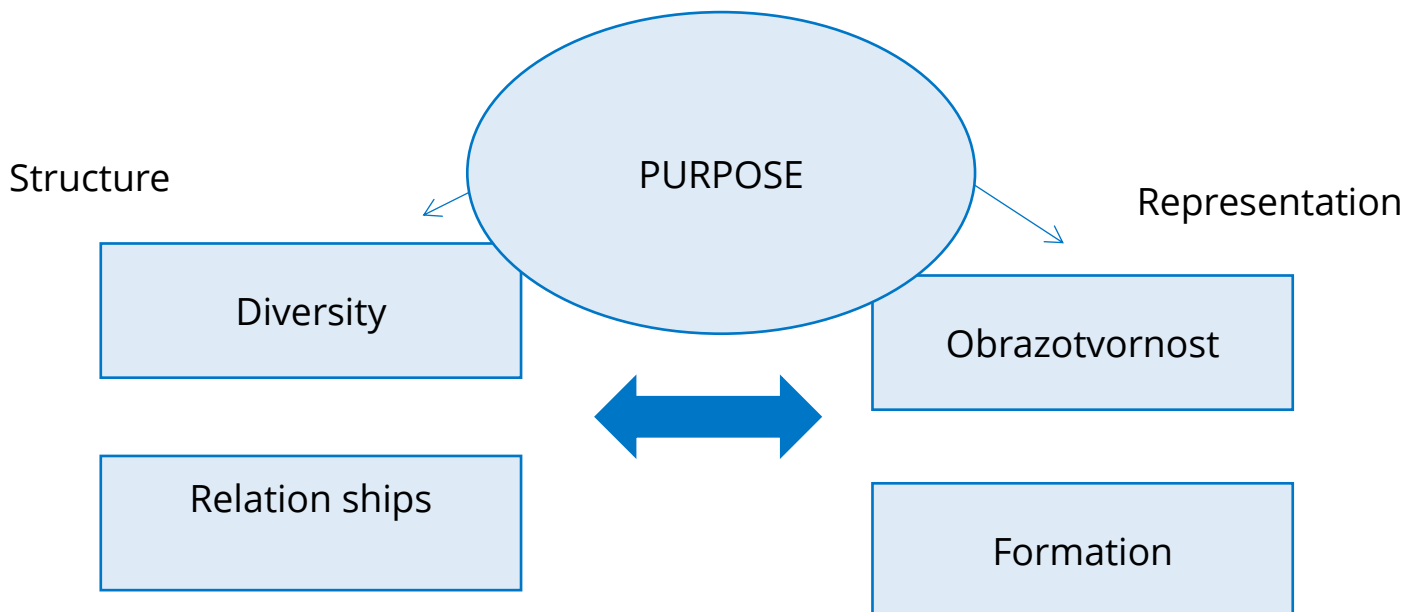 PURPOSE
Structure
Representation
Diversity
Obrazotvornost
Relation ships
Formation